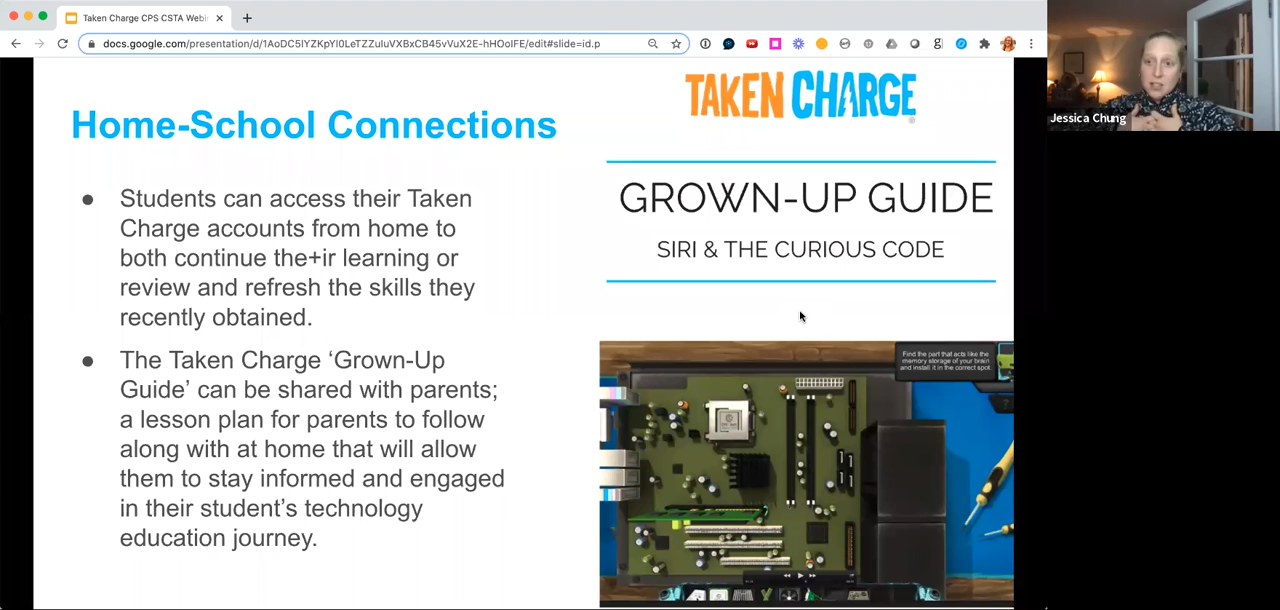 Taken Charge CPS CSTA Webi
docs.google.com/presentation/d/1AoDC5IYZKpYl0LeTZZuIuVXBxCB45vVuX2E-hHOoIFE/edit#slide=id.p
Jessica Chung
TAKEN CHARGE
Home-School Connections
● Students can access their Taken
Charge accounts from home to
both continue the+ir learning or
review and refresh the skills they
recently obtained.
● The Taken Charge ‘Grown-Up
Guide’ can be shared with parents;
a lesson plan for parents to follow
along with at home that will allow
them to stay informed and engaged
in their student’s technology
education journey.
GROWN-UP GUIDE
SIRI & THE CURIOUS CODE
Find the part that acts like the
memory storage of your brain
and install it in the correct spot.